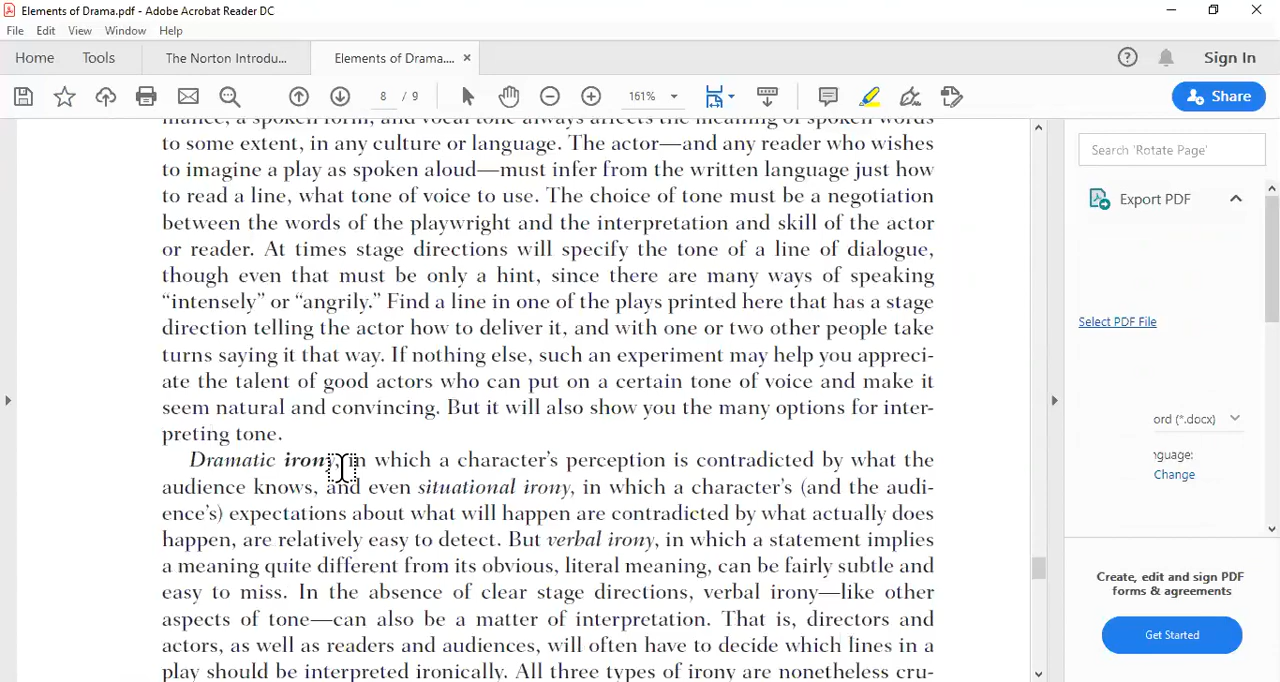 Elements of Drama.pdf - Adobe Acrobat Reader DC
File Edit View Window Help
Home Tools The Norton Introdu... Elements of Drama.... × Sign In
8 / 9 161% Share
mance, a spoken form, and vocal tone always affects the meaning of spoken words
to some extent, in any culture or language. The actor—and any reader who wishes
to imagine a play as spoken aloud—must infer from the written language just how
to read a line, what tone of voice to use. The choice of tone must be a negotiation
between the words of the playwright and the interpretation and skill of the actor
or reader. At times stage directions will specify the tone of a line of dialogue,
though even that must be only a hint, since there are many ways of speaking
“intensely” or “angrily.” Find a line in one of the plays printed here that has a stage
direction telling the actor how to deliver it, and with one or two other people take
turns saying it that way. If nothing else, such an experiment may help you appreci-
ate the talent of good actors who can put on a certain tone of voice and make it
seem natural and convincing. But it will also show you the many options for inter-
preting tone.
Dramatic irony, in which a character’s perception is contradicted by what the
audience knows, and even situational irony, in which a character’s (and the audi-
ence’s) expectations about what will happen are contradicted by what actually does
happen, are relatively easy to detect. But verbal irony, in which a statement implies
a meaning quite different from its obvious, literal meaning, can be fairly subtle and
easy to miss. In the absence of clear stage directions, verbal irony—like other
aspects of tone—can also be a matter of interpretation. That is, directors and
actors, as well as readers and audiences, will often have to decide which lines in a
play should be interpreted ironically. All three types of irony are nonetheless cru-
Search 'Rotate Page'
Export PDF
Select PDF File
ord (*.docx)
nguage:
Change
Create, edit and sign PDF
forms & agreements
Get Started